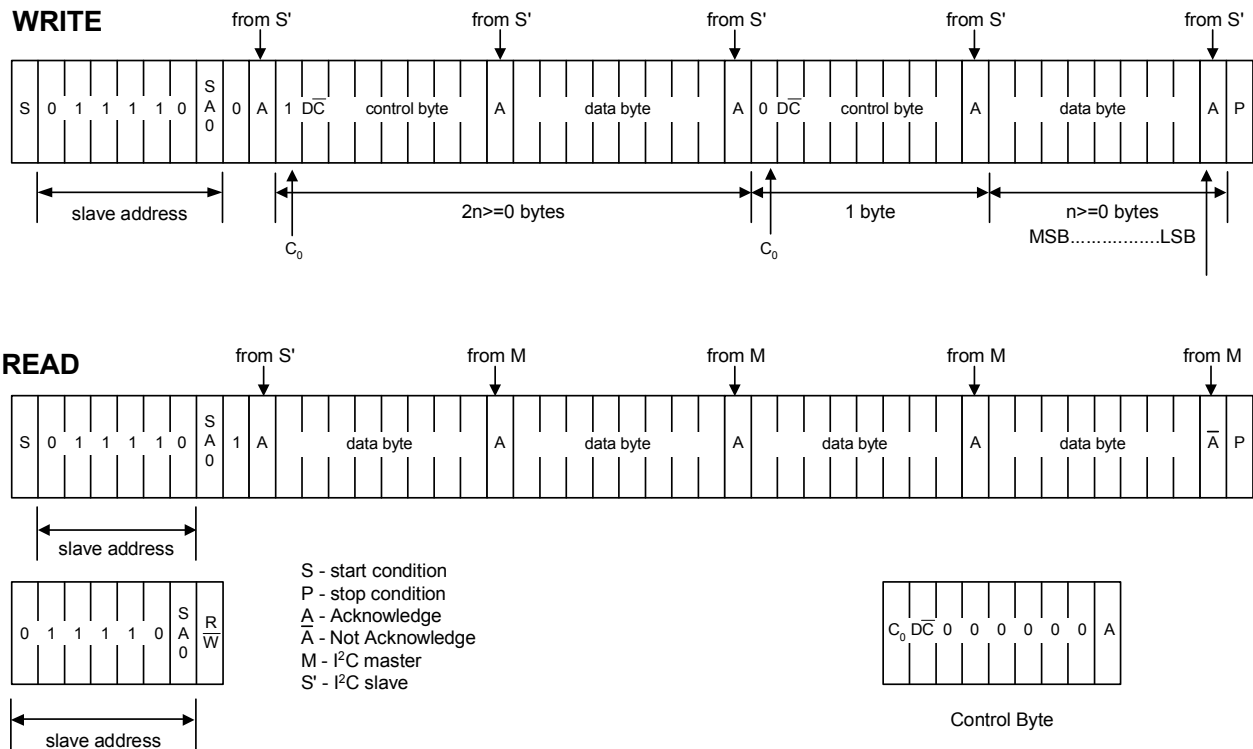 WRITE
from S' from S' from S' from S' from S'
S 0 1 1 1 1 0 SA0 0 A 1 DC̅ control byte A data byte A 0 DC̅ control byte A data byte A P
slave address 2n>=0 bytes 1 byte n>=0 bytes
MSB.................LSB
C₀ C₀
READ
from S' from M from M from M from M
S 0 1 1 1 1 0 SA0 1 A data byte A data byte A data byte A data byte A̅ P
slave address
0 1 1 1 1 0 SA0 R/W̅
slave address
S - start condition
P - stop condition
A - Acknowledge
A̅ - Not Acknowledge
M - I²C master
S' - I²C slave
C₀ DC̅ 0 0 0 0 0 0 A
Control Byte